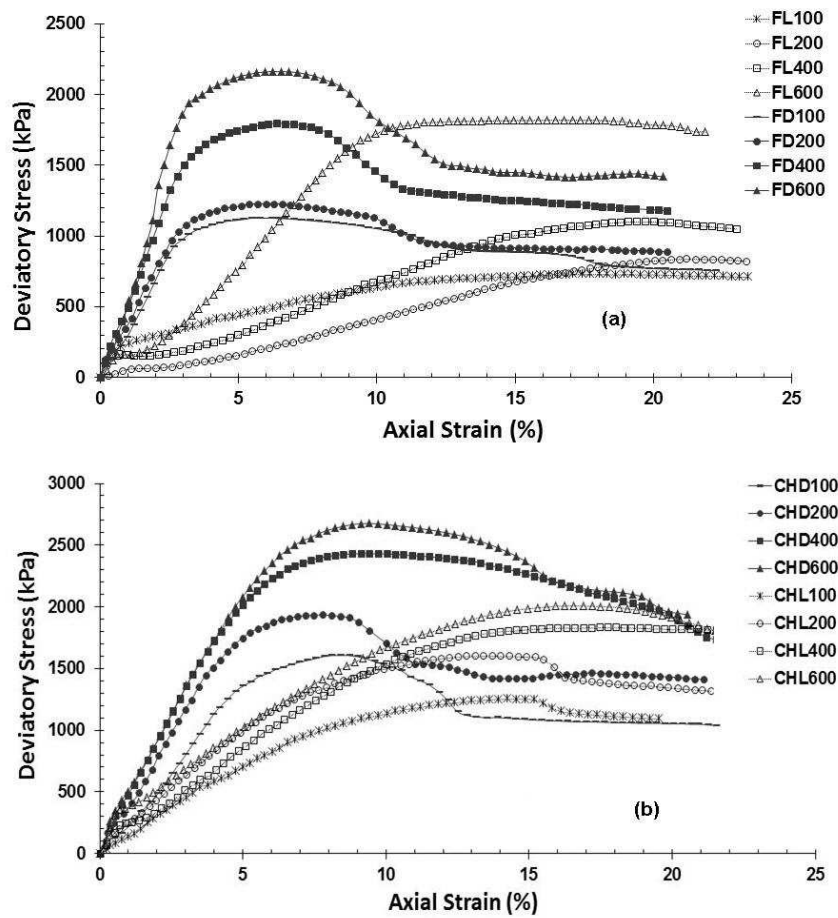 2500
2000
1500
1000
500
0
Deviatory Stress (kPa)
0 5 10 15 20 25
Axial Strain (%)
(a)
FL100
FL200
FL400
FL600
FD100
FD200
FD400
FD600
3000
2500
2000
1500
1000
500
0
Deviatory Stress (kPa)
0 5 10 15 20 25
Axial Strain (%)
(b)
CHD100
CHD200
CHD400
CHD600
CHL100
CHL200
CHL400
CHL600